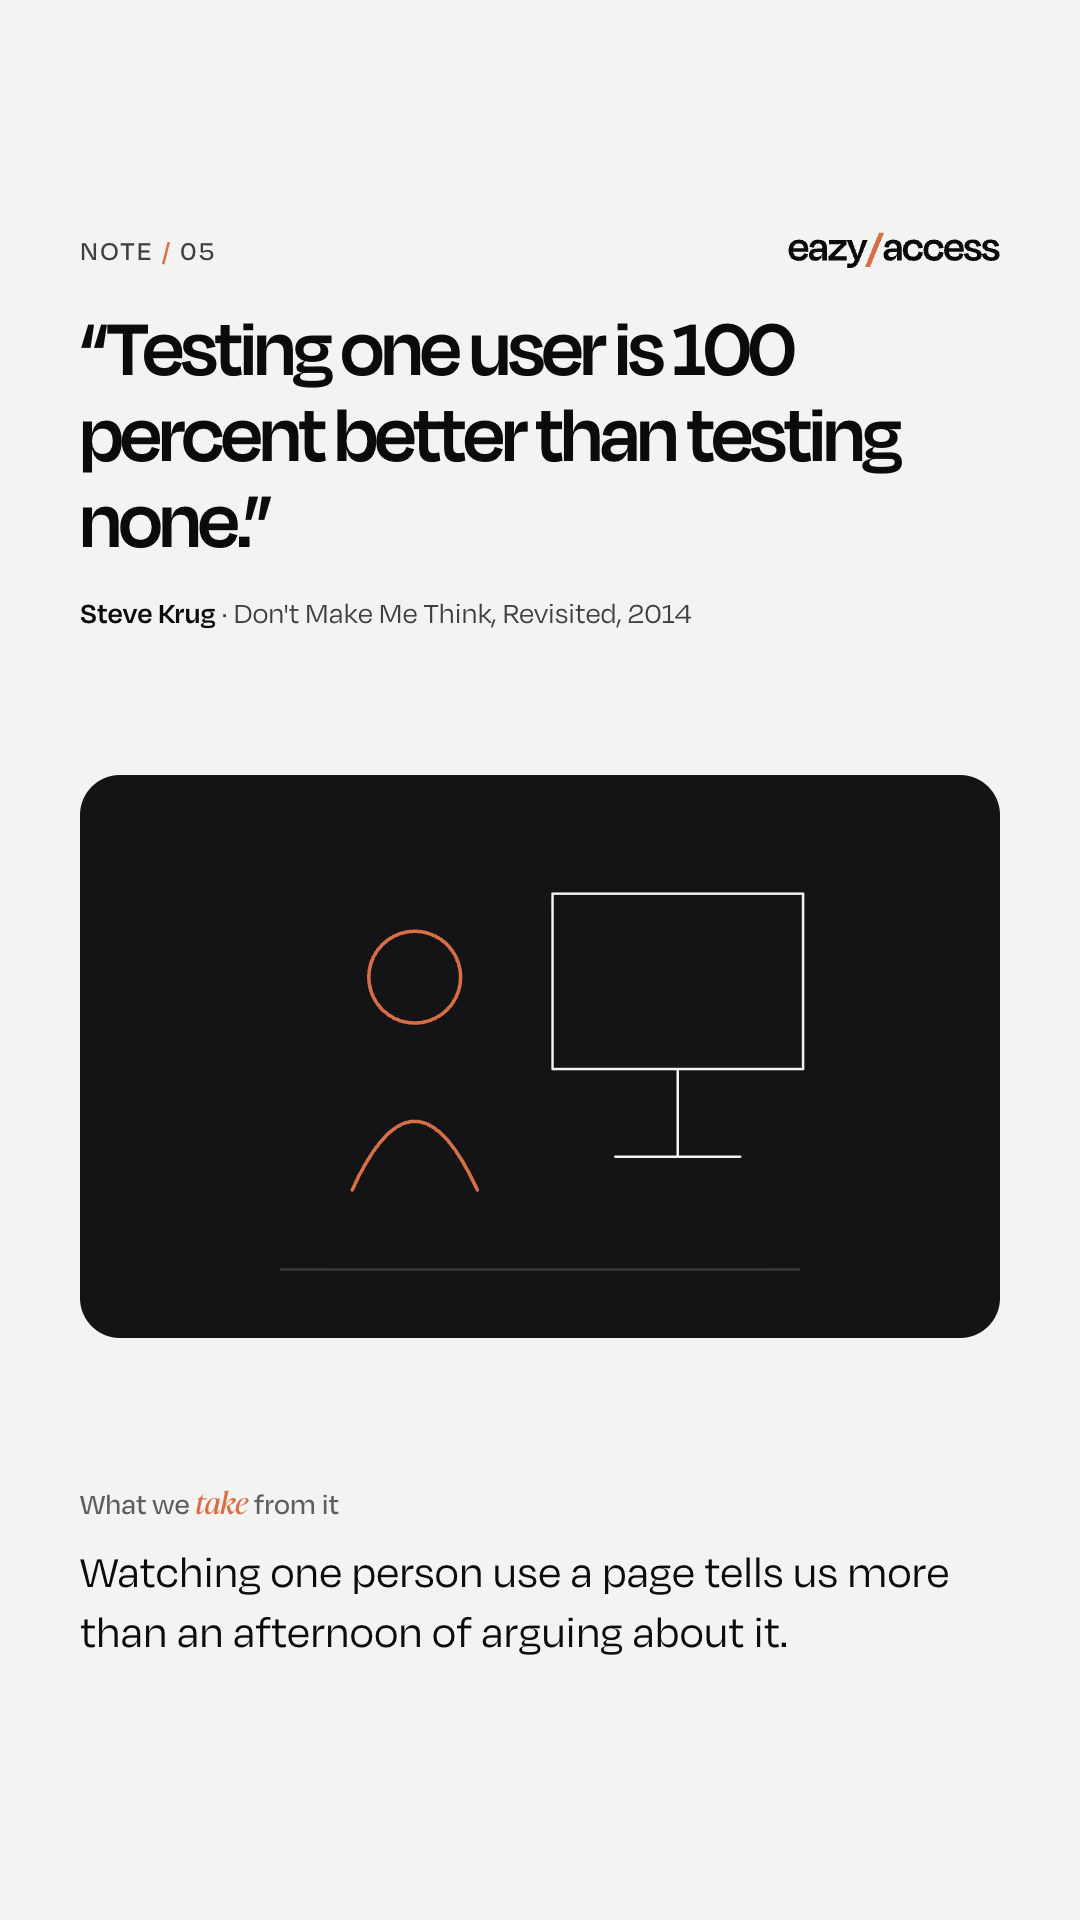 NOTE / 05
eazy/access
“Testing one user is 100
percent better than testing
none.”
Steve Krug · Don't Make Me Think, Revisited, 2014
What we take from it
Watching one person use a page tells us more
than an afternoon of arguing about it.